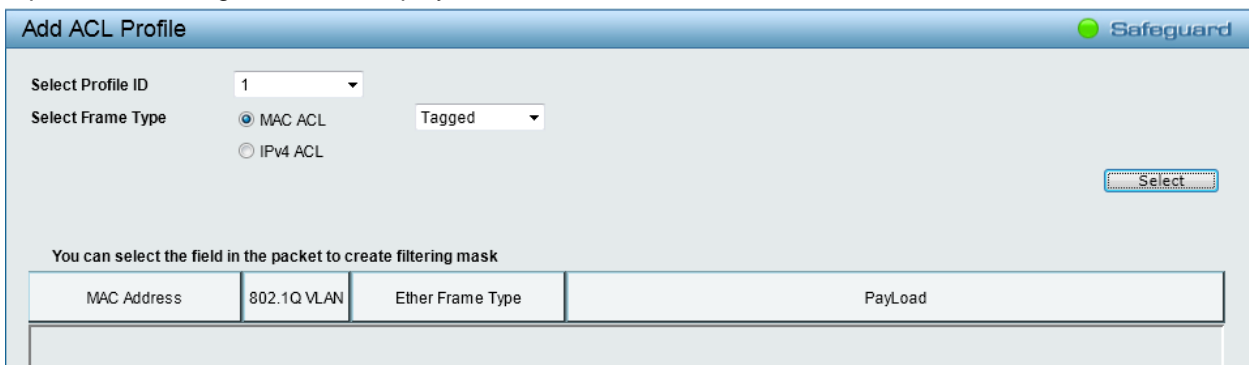 Add ACL Profile Safeguard
Select Profile ID 1
Select Frame Type MAC ACL Tagged
IPv4 ACL
Select
You can select the field in the packet to create filtering mask
MAC Address 802.1Q VLAN Ether Frame Type PayLoad